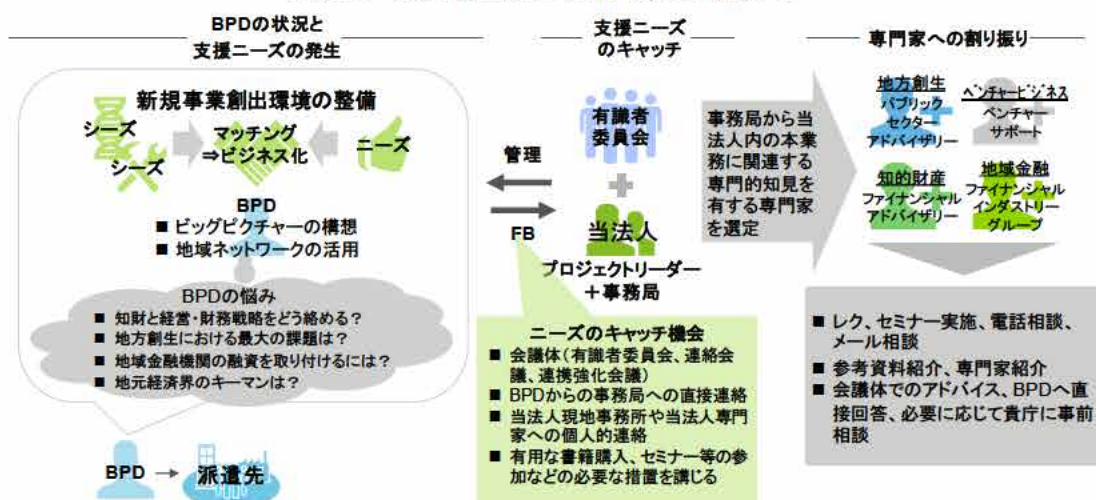 BPDの状況と
支援ニーズの発生
新規事業創出環境の整備
シーズ
シーズ
マッチング
⇒ビジネス化
ニーズ
BPD
■ ビッグピクチャーの構想
■ 地域ネットワークの活用
BPDの悩み
■ 知財と経営・財務戦略をどう絡める？
■ 地方創生における最大の課題は？
■ 地域金融機関の融資を取り付けるには？
■ 地元経済界のキーマンは？
BPD → 派遣先
支援ニーズ
のキャッチ
管理
FB
有識者
委員会
当法人
プロジェクトリーダー
＋事務局
ニーズのキャッチ機会
■ 会議体（有識者委員会、連絡会
議、連携強化会議）
■ BPDからの事務局への直接連絡
■ 当法人現地事務所や当法人専門
家への個人的連絡
■ 有用な書籍購入、セミナー等の参
加などの必要な措置を講じる
専門家への割り振り
事務局から当
法人内の本業
務に関連する
専門的知見を
有する専門家
を選定
地方創生
パブリック
セクター
アドバイザリー
ベンチャービジネス
ベンチャー
サポート
知的財産
ファイナンシャル
アドバイザリー
地域金融
ファイナンシャル
インダストリー
グループ
■ レク、セミナー実施、電話相談、
メール相談
■ 参考資料紹介、専門家紹介
■ 会議体でのアドバイス、BPDへ直
接回答、必要に応じて貴庁に事前
相談